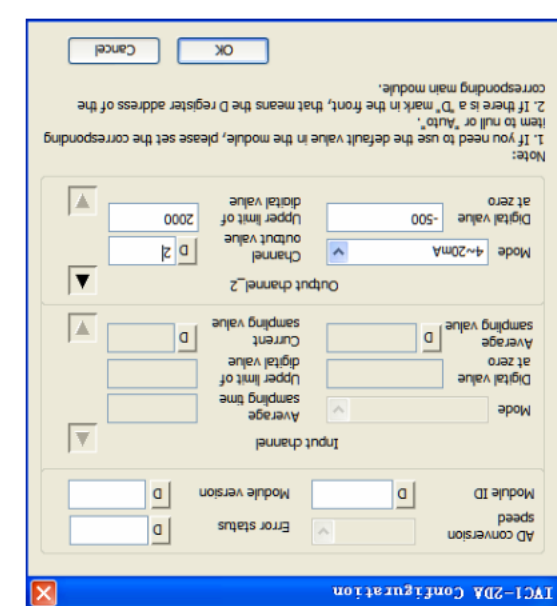 IVC1-2DA Configuration
AD conversion speed
Error status
D
Module ID
D
Module version
D
Input channel
Mode
Average sampling time
Digital value at zero
Upper limit of digital value
Average sampling value
D
Current sampling value
D
Output channel_2
Mode
4~20mA
Channel output value
D
2
Digital value at zero
-500
Upper limit of digital value
2000
Note:
1. If you need to use the default value in the module, please set the corresponding
item to null or "Auto".
2. If there is a "D" mark in the front, that means the D register address of the
corresponding main module.
OK
Cancel